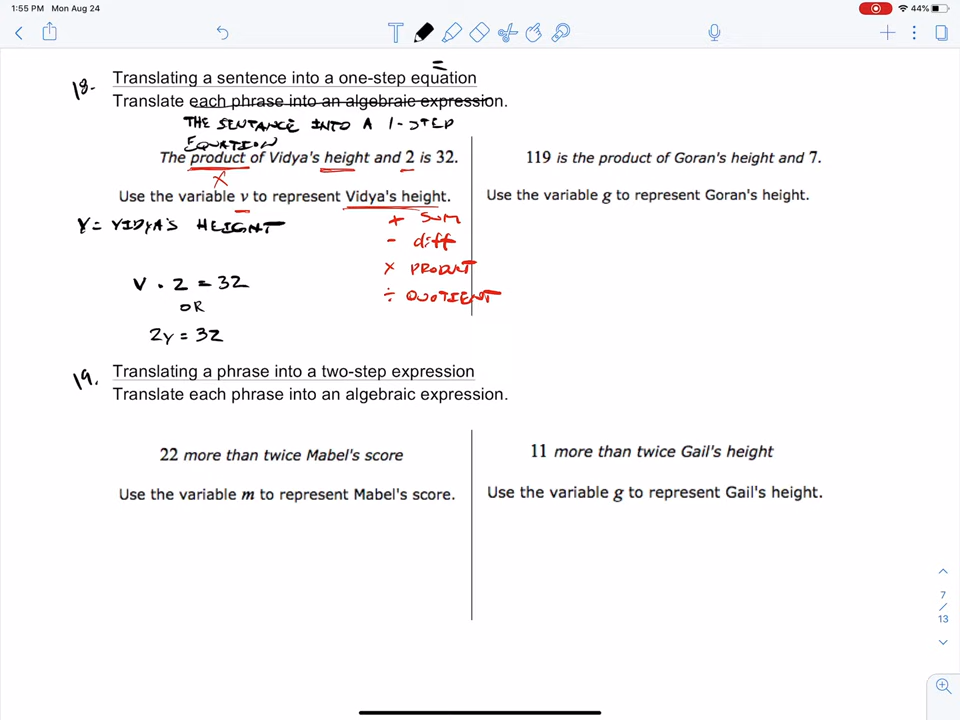 1:55 PM Mon Aug 24
44%
T
18.
=
Translating a sentence into a one-step equation
Translate each phrase into an algebraic expression.
THE SENTANCE INTO A 1-STEP
EQUATION
The product of Vidya's height and 2 is 32.
×
Use the variable v to represent Vidya's height.
V = VIDYA'S HEIGHT
+ SUM
- diff
× PRODUCT
÷ QUOTIENT
V · 2 = 32
OR
2v = 32
119 is the product of Goran's height and 7.
Use the variable g to represent Goran's height.
19.
Translating a phrase into a two-step expression
Translate each phrase into an algebraic expression.
22 more than twice Mabel's score
Use the variable m to represent Mabel's score.
11 more than twice Gail's height
Use the variable g to represent Gail's height.
7
/
13